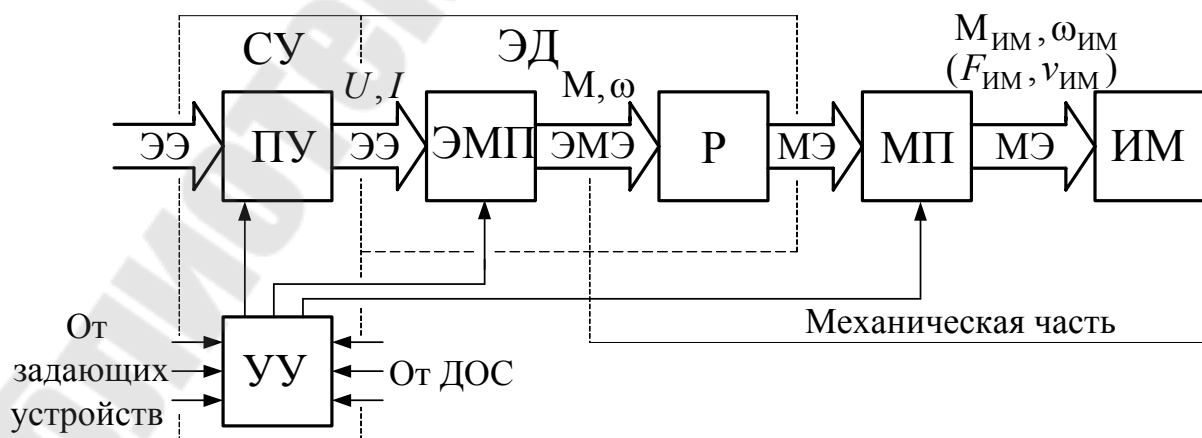 СУ
ЭД
М_ИМ, ω_ИМ
(F_ИМ, v_ИМ)
U, I
М, ω
ЭЭ
ПУ
ЭЭ
ЭМП
ЭМЭ
Р
МЭ
МП
МЭ
ИМ
Механическая часть
От
задающих
устройств
УУ
От ДОС